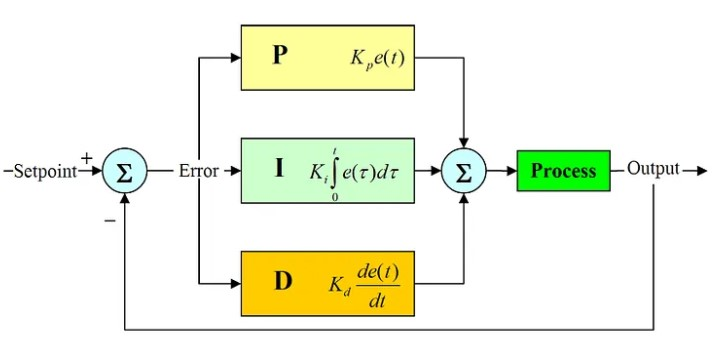 P K_p e(t)
+
–Setpoint Σ Error I K_i ∫_0^t e(τ)dτ Σ Process Output
–
D K_d de(t)/dt